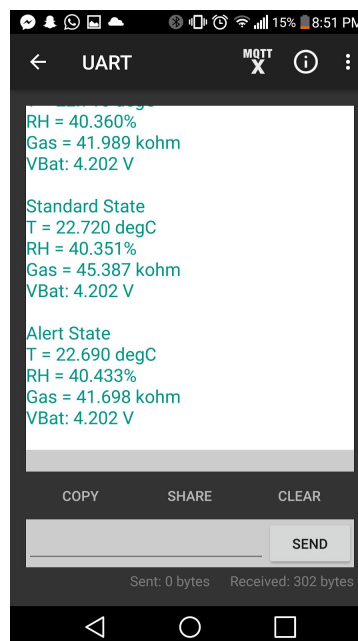 15% 8:51 PM
UART
MQTT
X
RH = 40.360%
Gas = 41.989 kohm
VBat: 4.202 V
Standard State
T = 22.720 degC
RH = 40.351%
Gas = 45.387 kohm
VBat: 4.202 V
Alert State
T = 22.690 degC
RH = 40.433%
Gas = 41.698 kohm
VBat: 4.202 V
COPY SHARE CLEAR
SEND
Sent: 0 bytes Received: 302 bytes